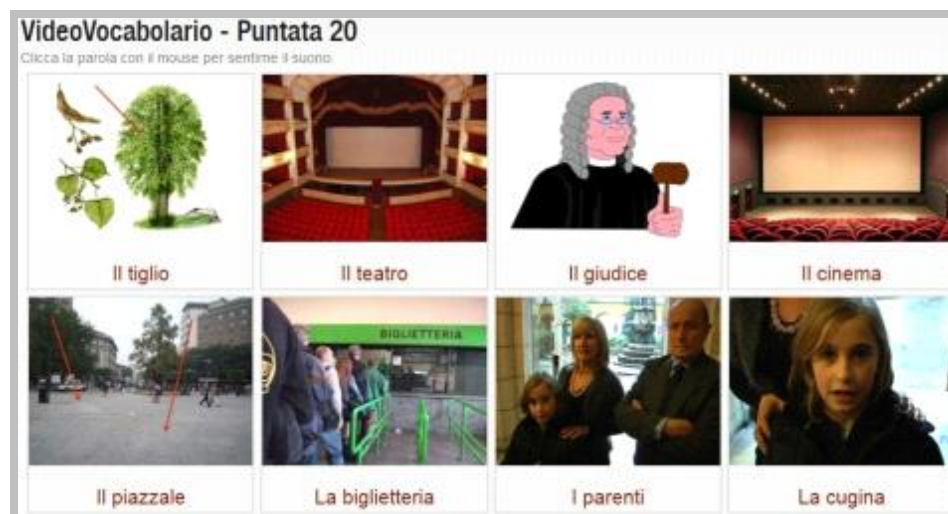 VideoVocabolario - Puntata 20
Clicca la parola con il mouse per sentirne il suono.
Il tiglio
Il teatro
Il giudice
Il cinema
BIGLIETTERIA
Il piazzale
La biglietteria
I parenti
La cugina